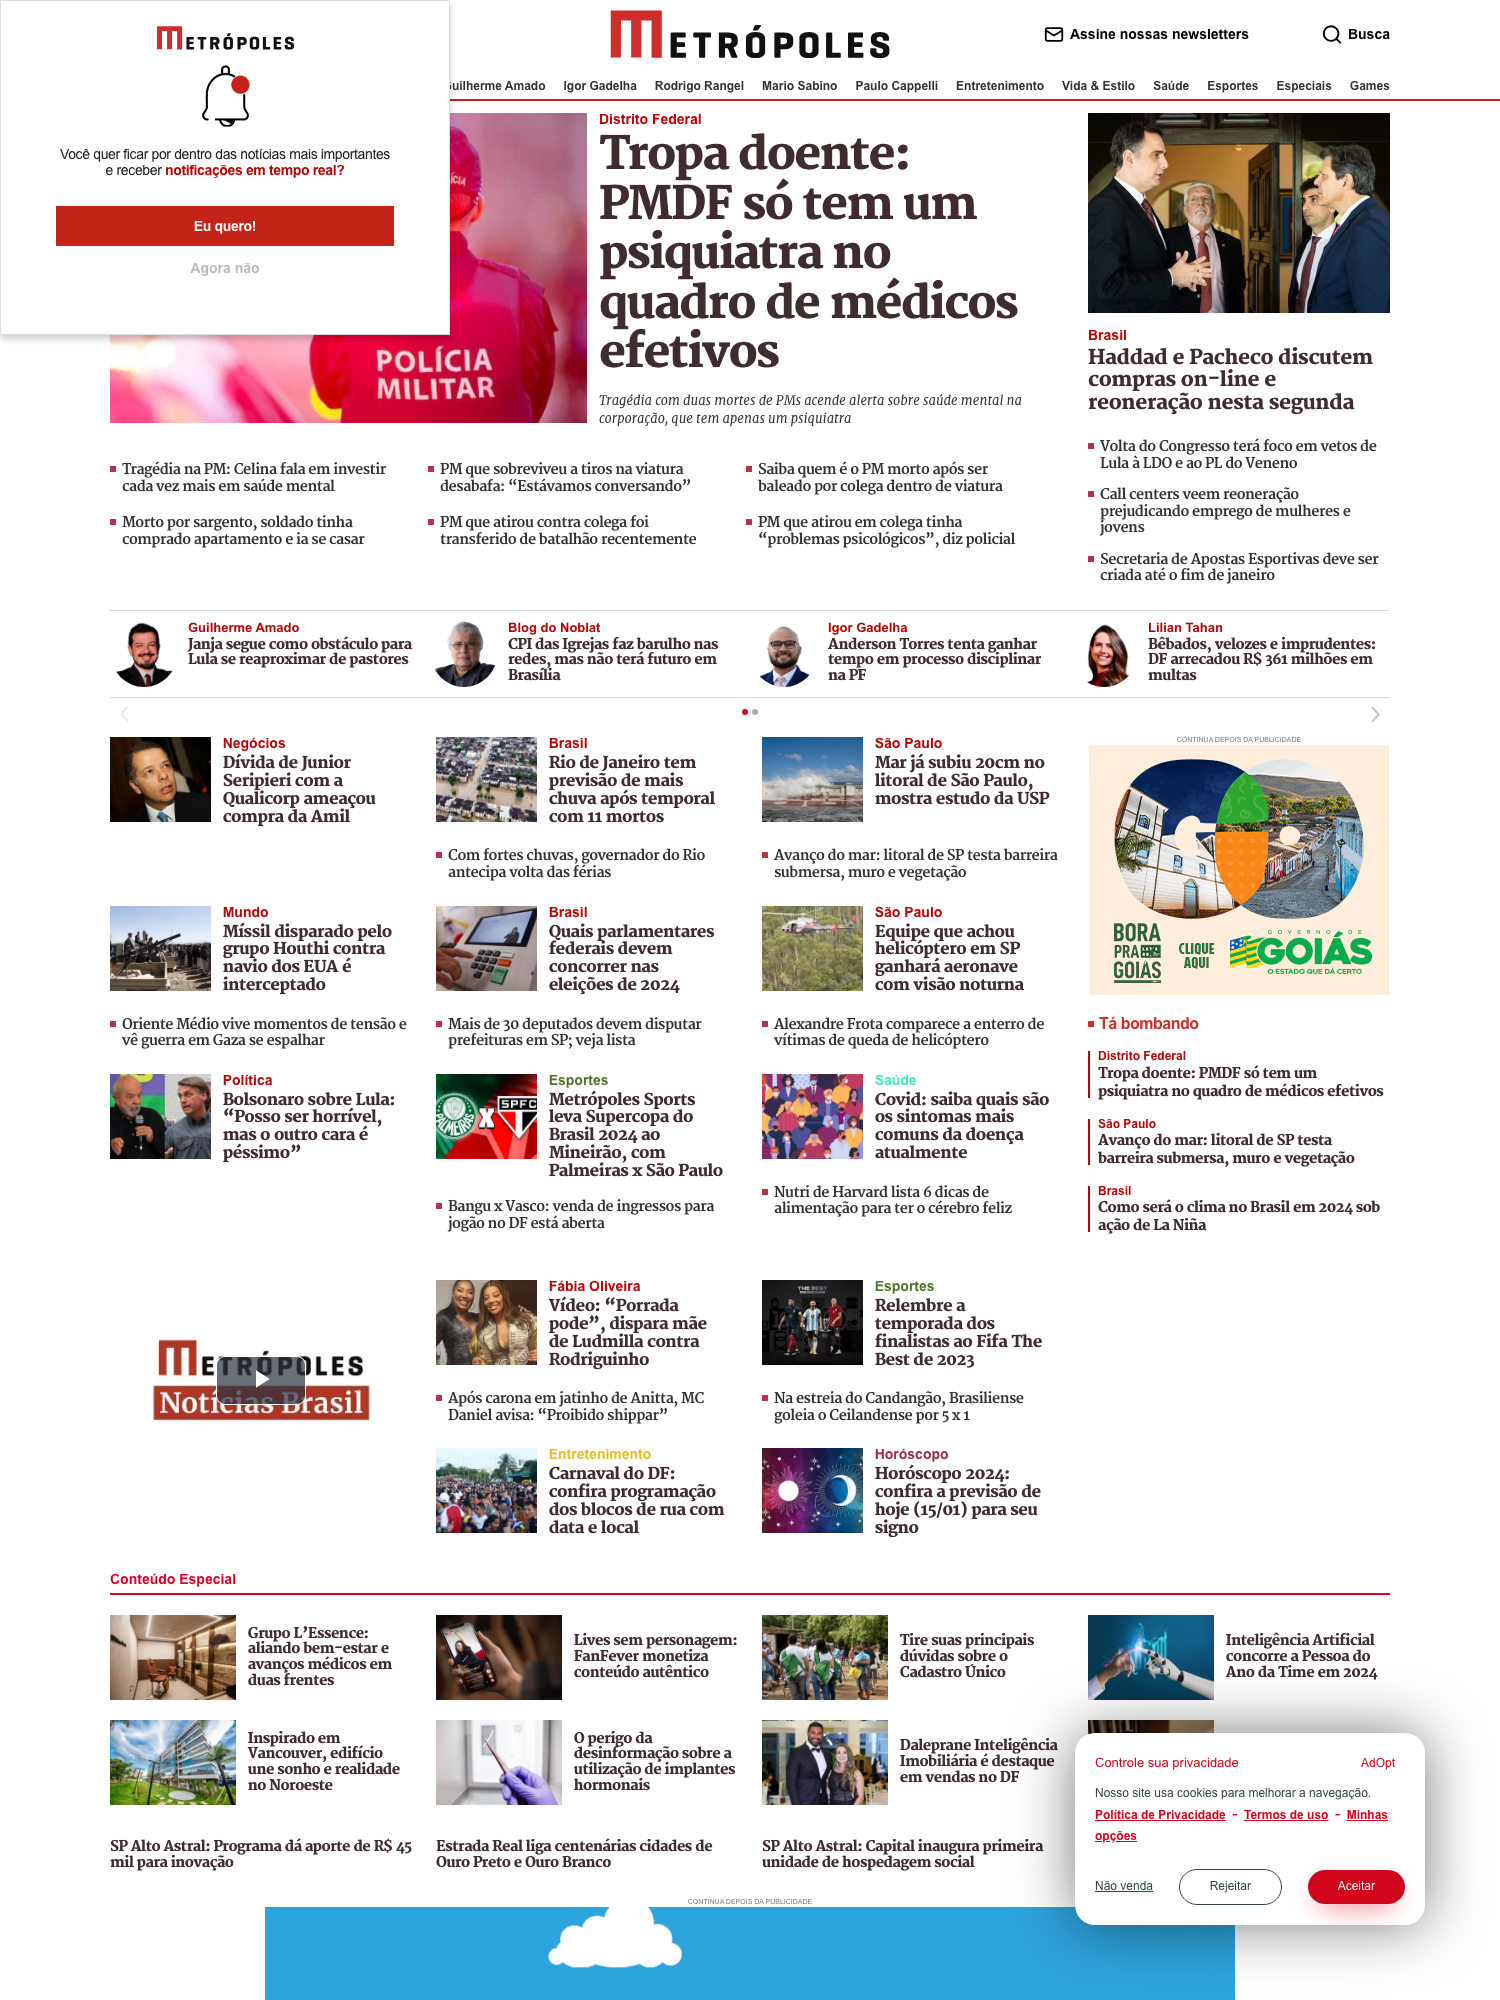 METRÓPOLES
Você quer ficar por dentro das notícias mais importantes
e receber notificações em tempo real?
Eu quero!
Agora não
METRÓPOLES
Assine nossas newsletters
Busca
Guilherme Amado Igor Gadelha Rodrigo Rangel Mario Sabino Paulo Cappelli Entretenimento Vida & Estilo Saúde Esportes Especiais Games
POLÍCIA
MILITAR
Distrito Federal
Tropa doente:
PMDF só tem um
psiquiatra no
quadro de médicos
efetivos
Tragédia com duas mortes de PMs acende alerta sobre saúde mental na
corporação, que tem apenas um psiquiatra
Brasil
Haddad e Pacheco discutem
compras on-line e
reoneração nesta segunda
Volta do Congresso terá foco em vetos de
Lula à LDO e ao PL do Veneno
Call centers veem reoneração
prejudicando emprego de mulheres e
jovens
Secretaria de Apostas Esportivas deve ser
criada até o fim de janeiro
Tragédia na PM: Celina fala em investir
cada vez mais em saúde mental
PM que sobreviveu a tiros na viatura
desabafa: “Estávamos conversando”
Saiba quem é o PM morto após ser
baleado por colega dentro de viatura
Morto por sargento, soldado tinha
comprado apartamento e ia se casar
PM que atirou contra colega foi
transferido de batalhão recentemente
PM que atirou em colega tinha
“problemas psicológicos”, diz policial
Guilherme Amado
Janja segue como obstáculo para
Lula se reaproximar de pastores
Blog do Noblat
CPI das Igrejas faz barulho nas
redes, mas não terá futuro em
Brasília
Igor Gadelha
Anderson Torres tenta ganhar
tempo em processo disciplinar
na PF
Lilian Tahan
Bêbados, velozes e imprudentes:
DF arrecadou R$ 361 milhões em
multas
Negócios
Dívida de Junior
Seripieri com a
Qualicorp ameaçou
compra da Amil
Brasil
Rio de Janeiro tem
previsão de mais
chuva após temporal
com 11 mortos
Com fortes chuvas, governador do Rio
antecipa volta das férias
São Paulo
Mar já subiu 20cm no
litoral de São Paulo,
mostra estudo da USP
Avanço do mar: litoral de SP testa barreira
submersa, muro e vegetação
CONTINUA DEPOIS DA PUBLICIDADE
BORA
PRA
GOIÁS
CLIQUE
AQUI
GOVERNO DE
GOIÁS
O ESTADO QUE DÁ CERTO
Mundo
Míssil disparado pelo
grupo Houthi contra
navio dos EUA é
interceptado
Oriente Médio vive momentos de tensão e
vê guerra em Gaza se espalhar
Brasil
Quais parlamentares
federais devem
concorrer nas
eleições de 2024
Mais de 30 deputados devem disputar
prefeituras em SP; veja lista
São Paulo
Equipe que achou
helicóptero em SP
ganhará aeronave
com visão noturna
Alexandre Frota comparece a enterro de
vítimas de queda de helicóptero
Tá bombando
Distrito Federal
Tropa doente: PMDF só tem um
psiquiatra no quadro de médicos efetivos
São Paulo
Avanço do mar: litoral de SP testa
barreira submersa, muro e vegetação
Brasil
Como será o clima no Brasil em 2024 sob
ação de La Niña
Política
Bolsonaro sobre Lula:
“Posso ser horrível,
mas o outro cara é
péssimo”
PALMEIRAS
X
SPFC
Esportes
Metrópoles Sports
leva Supercopa do
Brasil 2024 ao
Mineirão, com
Palmeiras x São Paulo
Bangu x Vasco: venda de ingressos para
jogão no DF está aberta
Saúde
Covid: saiba quais são
os sintomas mais
comuns da doença
atualmente
Nutri de Harvard lista 6 dicas de
alimentação para ter o cérebro feliz
METRÓPOLES
Notícias Brasil
Fábia Oliveira
Vídeo: “Porrada
pode”, dispara mãe
de Ludmilla contra
Rodriguinho
Após carona em jatinho de Anitta, MC
Daniel avisa: “Proibido shippar”
THE BEST
Esportes
Relembre a
temporada dos
finalistas ao Fifa The
Best de 2023
Na estreia do Candangão, Brasiliense
goleia o Ceilandense por 5 x 1
Entretenimento
Carnaval do DF:
confira programação
dos blocos de rua com
data e local
Horóscopo
Horóscopo 2024:
confira a previsão de
hoje (15/01) para seu
signo
Conteúdo Especial
Grupo L’Essence:
aliando bem-estar e
avanços médicos em
duas frentes
Lives sem personagem:
FanFever monetiza
conteúdo autêntico
Tire suas principais
dúvidas sobre o
Cadastro Único
Inteligência Artificial
concorre a Pessoa do
Ano da Time em 2024
Inspirado em
Vancouver, edifício
une sonho e realidade
no Noroeste
O perigo da
desinformação sobre a
utilização de implantes
hormonais
Daleprane Inteligência
Imobiliária é destaque
em vendas no DF
SP Alto Astral: Programa dá aporte de R$ 45
mil para inovação
Estrada Real liga centenárias cidades de
Ouro Preto e Ouro Branco
SP Alto Astral: Capital inaugura primeira
unidade de hospedagem social
Controle sua privacidade
AdOpt
Nosso site usa cookies para melhorar a navegação.
Política de Privacidade - Termos de uso - Minhas
opções
Não venda
Rejeitar
Aceitar
CONTINUA DEPOIS DA PUBLICIDADE